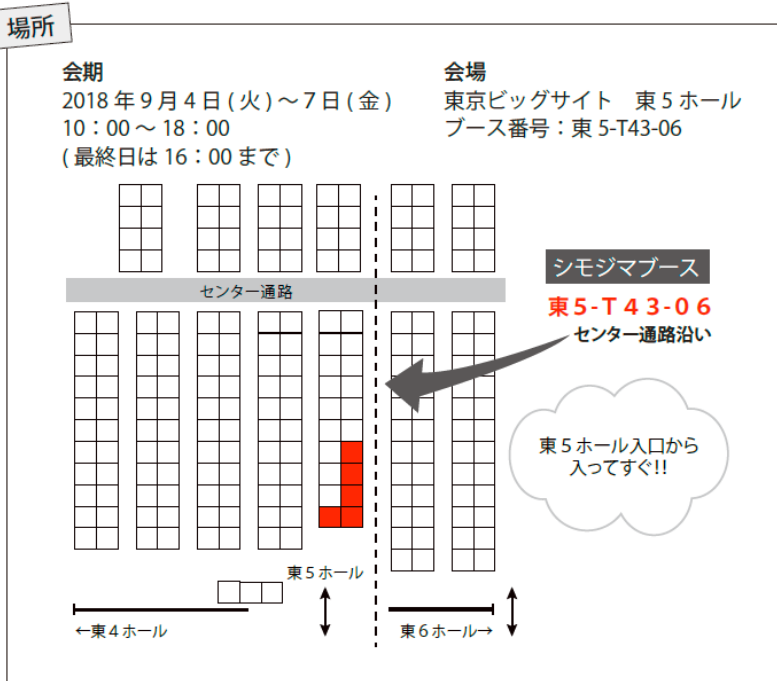 場所
会期
2018 年 9 月 4 日 ( 火 ) ～ 7 日 ( 金 )
10：00 ～ 18：00
( 最終日は 16：00 まで )
会場
東京ビッグサイト　東 5 ホール
ブース番号：東 5-T43-06
センター通路
シモジマブース
東 5 - T 4 3 - 0 6
センター通路沿い
東 5 ホール入口から
入ってすぐ!!
東 5 ホール
←東 4 ホール
東 6 ホール→